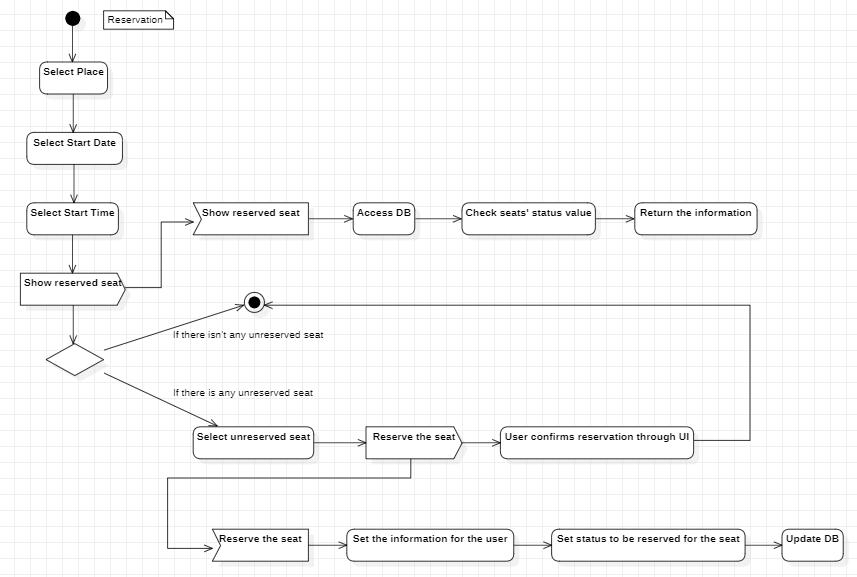 Reservation
Select Place
Select Start Date
Select Start Time
Show reserved seat
Access DB
Check seats' status value
Return the information
Show reserved seat
If there isn't any unreserved seat
If there is any unreserved seat
Select unreserved seat
Reserve the seat
User confirms reservation through UI
Reserve the seat
Set the information for the user
Set status to be reserved for the seat
Update DB